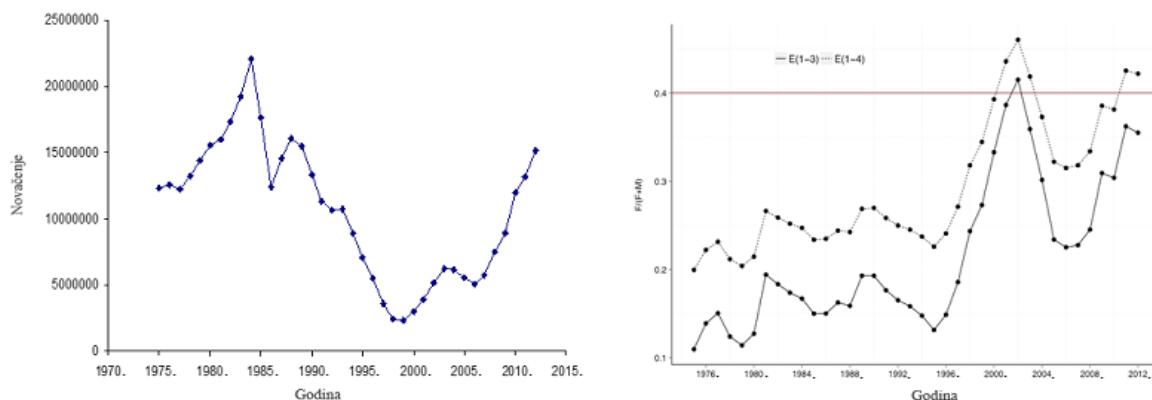 25000000
20000000
15000000
10000000
5000000
0
Novačenje
1970. 1975. 1980. 1985. 1990. 1995. 2000. 2005. 2010. 2015.
Godina
E(1−3) E(1−4)
0.4
0.3
0.2
0.1
F/(F+M)
1976. 1980. 1984. 1988. 1992. 1996. 2000. 2004. 2008. 2012.
Godina